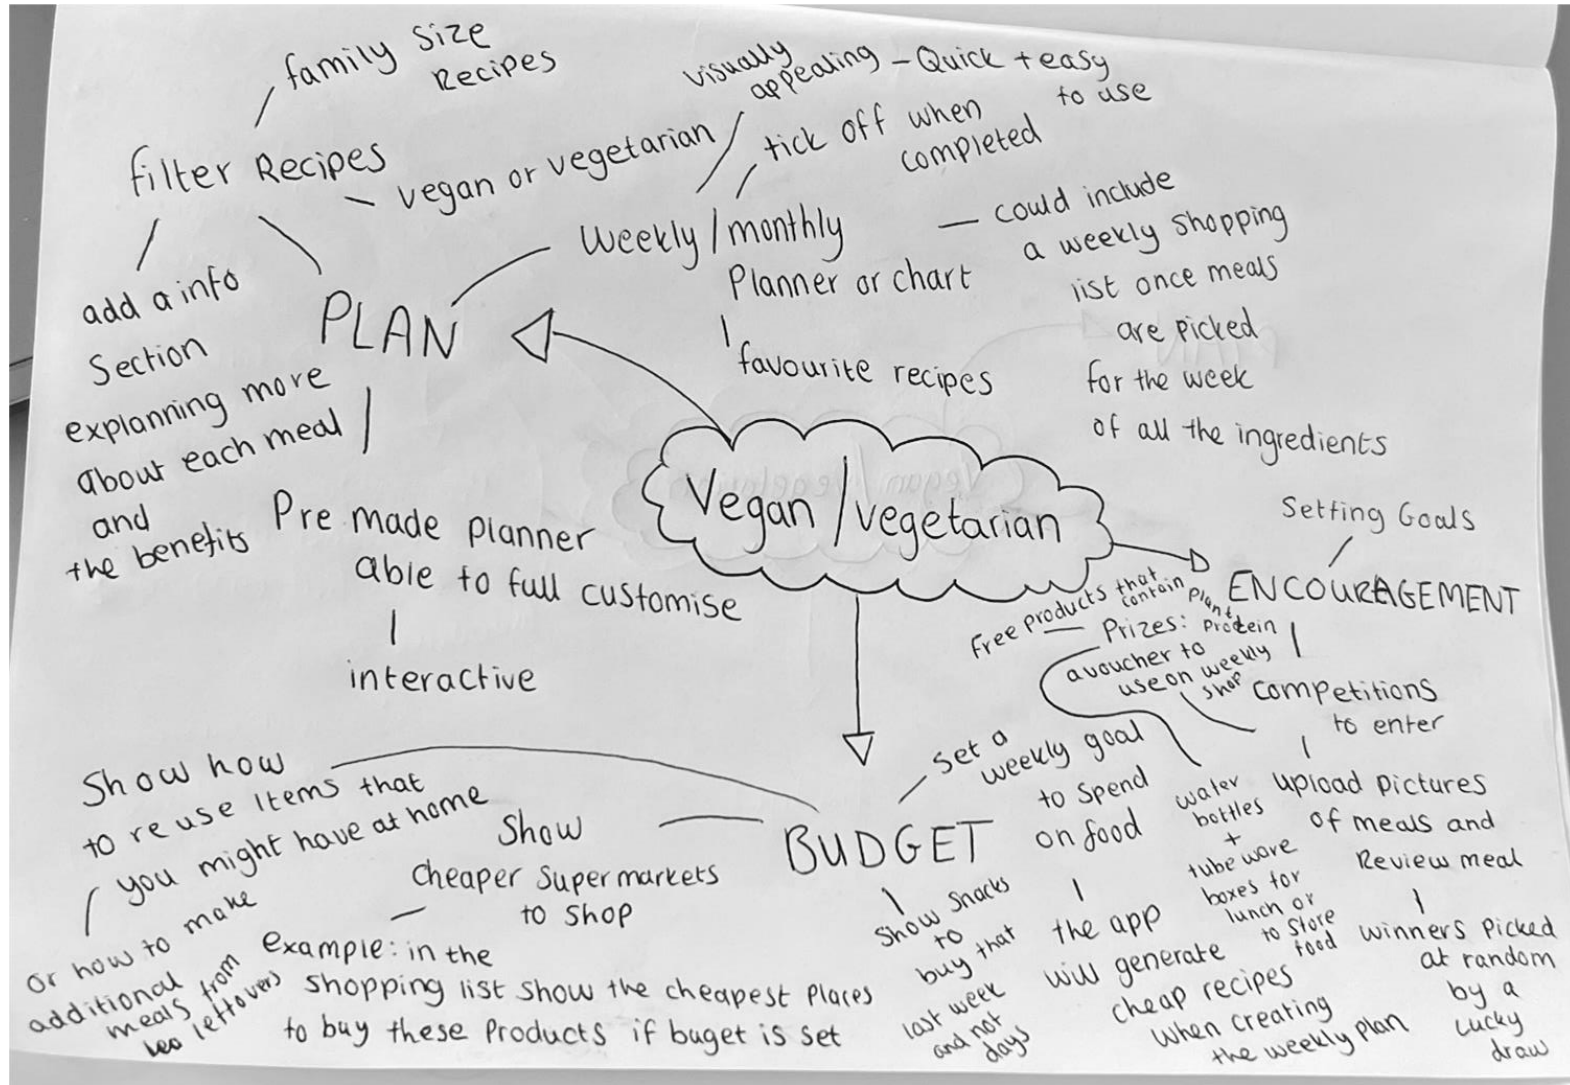 family size
Recipes
filter Recipes
vegan or vegetarian
add a info
Section
explanning more
about each meal
and
the benefits
PLAN
visually
appealing - Quick + easy
to use
tick off when
completed
Weekly / monthly
Planner or chart
favourite recipes
could include
a weekly shopping
list once meals
are picked
for the week
of all the ingredients
Pre made planner
able to full customise
interactive
Vegan / vegetarian
Setting Goals
ENCOURAGEMENT
Free products that
contain plant
Prizes: Protein
a voucher to
use on weekly
shop
Competitions
to enter
upload pictures
of meals and
Review meal
winners picked
at random
by a
Lucky
draw
water
bottles
+
tube ware
boxes for
lunch or
to store
food
BUDGET
Set a
weekly goal
to spend
on food
the app
will generate
cheap recipes
when creating
the weekly plan
Show snacks
to
buy that
last week
and not
days
Show
Cheaper Supermarkets
to shop
example: in the
shopping list show the cheapest places
to buy these products if buget is set
Show how
to reuse items that
you might have at home
or how to make
additional
meals from
leftovers